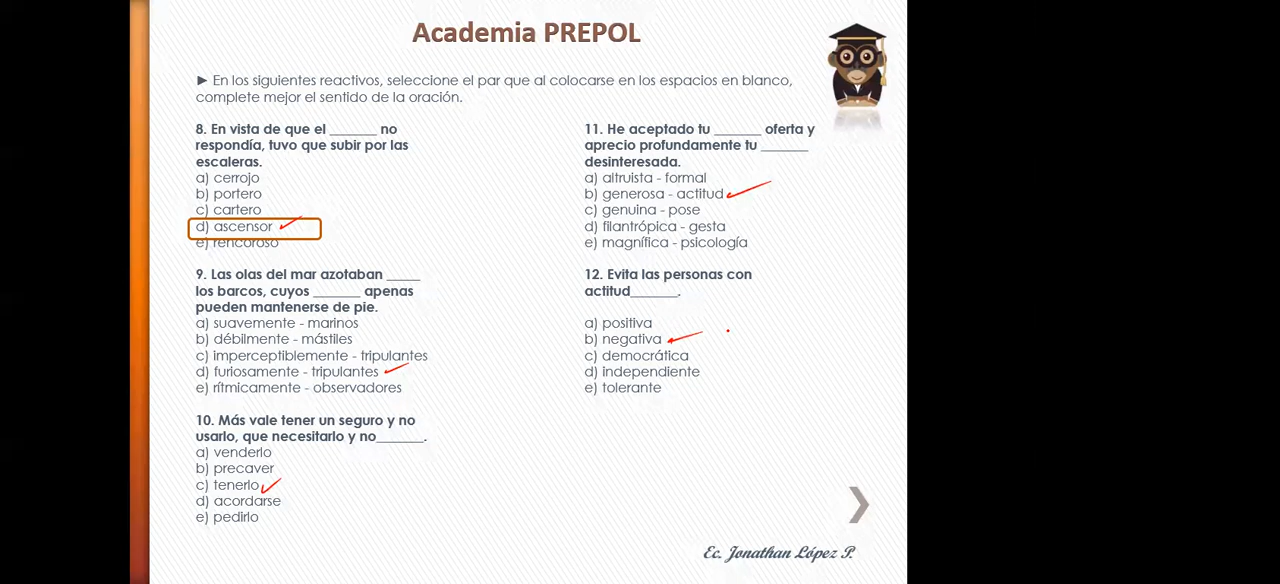 Academia PREPOL
► En los siguientes reactivos, seleccione el par que al colocarse en los espacios en blanco,
complete mejor el sentido de la oración.
8. En vista de que el _______ no
respondía, tuvo que subir por las
escaleras.
a) cerrojo
b) portero
c) cartero
d) ascensor
e) rencoroso
9. Las olas del mar azotaban _____
los barcos, cuyos _______ apenas
pueden mantenerse de pie.
a) suavemente - marinos
b) débilmente - mástiles
c) imperceptiblemente - tripulantes
d) furiosamente - tripulantes
e) rítmicamente - observadores
10. Más vale tener un seguro y no
usarlo, que necesitarlo y no_______.
a) venderlo
b) precaver
c) tenerlo
d) acordarse
e) pedirlo
11. He aceptado tu _______ oferta y
aprecio profundamente tu _______
desinteresada.
a) altruista - formal
b) generosa - actitud
c) genuina - pose
d) filantrópica - gesta
e) magnífica - psicología
12. Evita las personas con
actitud_______.
a) positiva
b) negativa
c) democrática
d) independiente
e) tolerante
Ec. Jonathan López P.